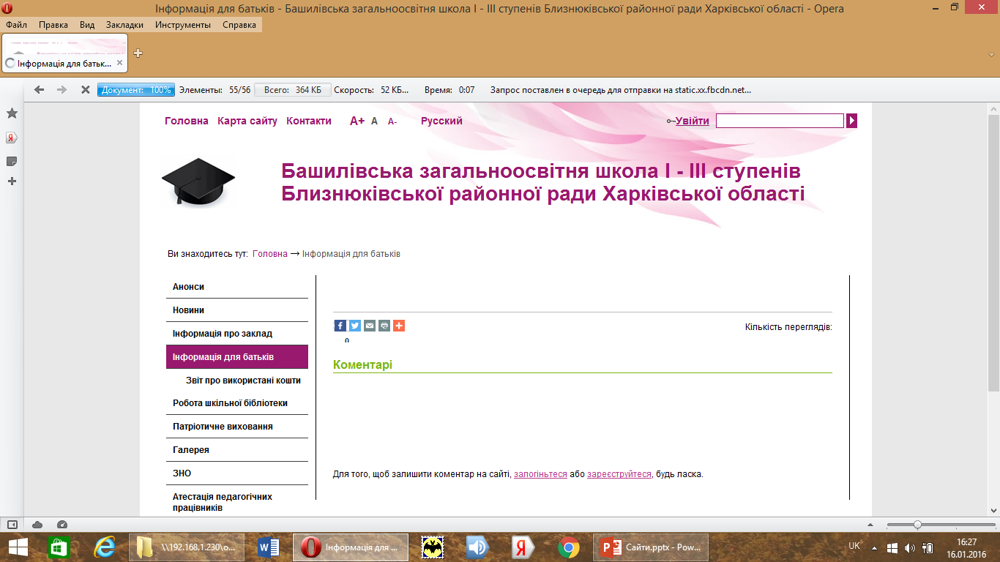 Інформація для батьків - Башилівська загальноосвітня школа І - ІІІ ступенів Близнюківської районної ради Харківської області - Opera
Файл Правка Вид Закладки Инструменты Справка
Інформація для батьк...
Документ: 100% Элементы: 55/56 Всего: 364 КБ Скорость: 52 КБ... Время: 0:07 Запрос поставлен в очередь для отправки на static.xx.fbcdn.net...
Головна Карта сайту Контакти A+ A A- Русский Увійти
Башилівська загальноосвітня школа І - ІІІ ступенів
Близнюківської районної ради Харківської області
Ви знаходитесь тут: Головна → Інформація для батьків
Анонси
Новини
Інформація про заклад
Інформація для батьків
Звіт про використані кошти
Робота шкільної бібліотеки
Патріотичне виховання
Галерея
ЗНО
Атестація педагогічних
працівників
Кількість переглядів:
0
Коментарі
Для того, щоб залишити коментар на сайті, залогіньтеся або зареєструйтеся, будь ласка.
\\192.168.1.230\o... Інформація для ... Сайти.pptx - Pow... UK 16:27
16.01.2016